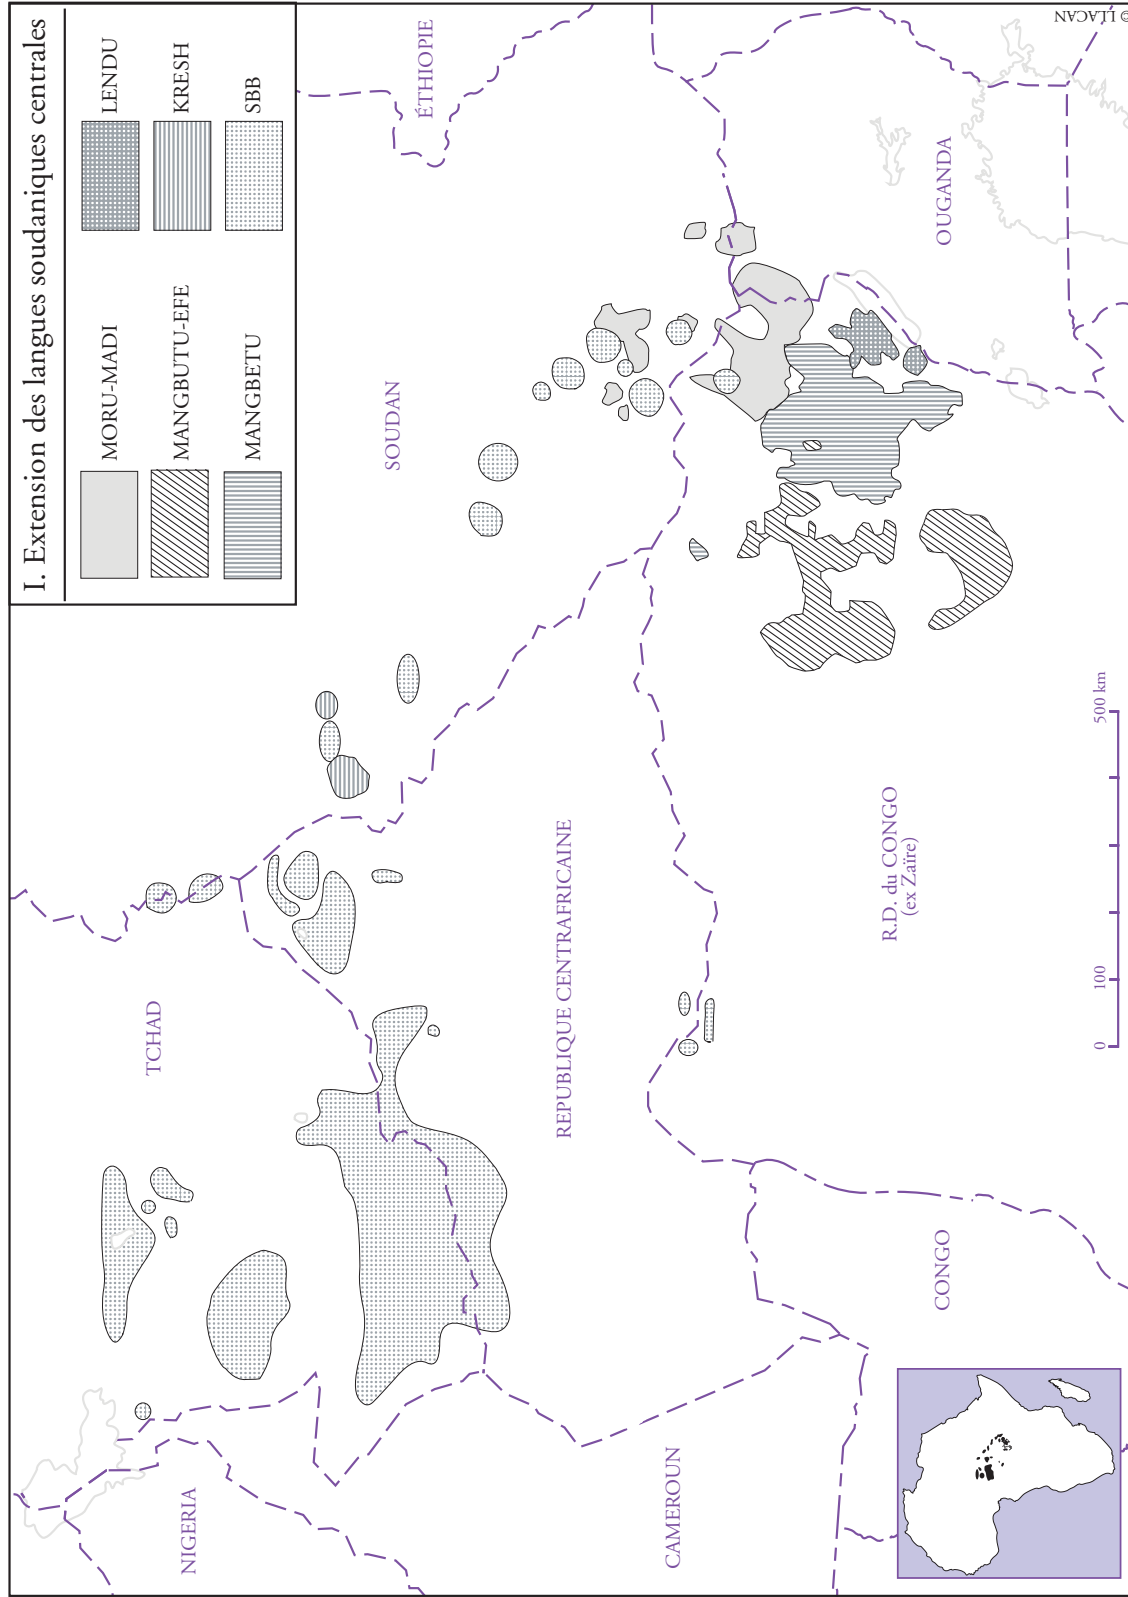 I. Extension des langues soudaniques centrales
MORU-MADI
LENDU
MANGBUTU-EFE
KRESH
MANGBETU
SBB
TCHAD
SOUDAN
ÉTHIOPIE
NIGERIA
CAMEROUN
REPUBLIQUE CENTRAFRICAINE
R.D. du CONGO
(ex Zaïre)
OUGANDA
CONGO
0
100
500 km
© LLACAN